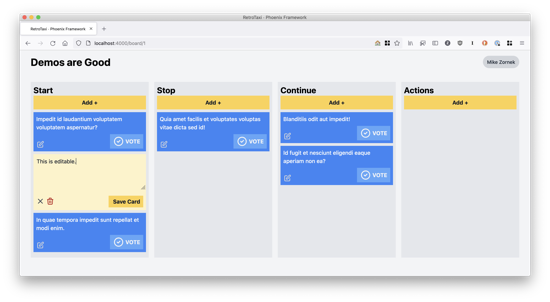 RetroTaxi · Phoenix Framework
RetroTaxi · Phoenix Framework
localhost:4000/board/1
Demos are Good
Mike Zornek
Start
Add +
Impedit id laudantium voluptatem
voluptatem aspernatur?
VOTE
This is editable.
Save Card
In quae tempora impedit sunt repellat et
modi enim.
VOTE
Stop
Add +
Quia amet facilis et voluptates voluptas
vitae dicta sed id!
VOTE
Continue
Add +
Blanditiis odit aut impedit!
VOTE
Id fugit et nesciunt eligendi eaque
aperiam non ea?
VOTE
Actions
Add +